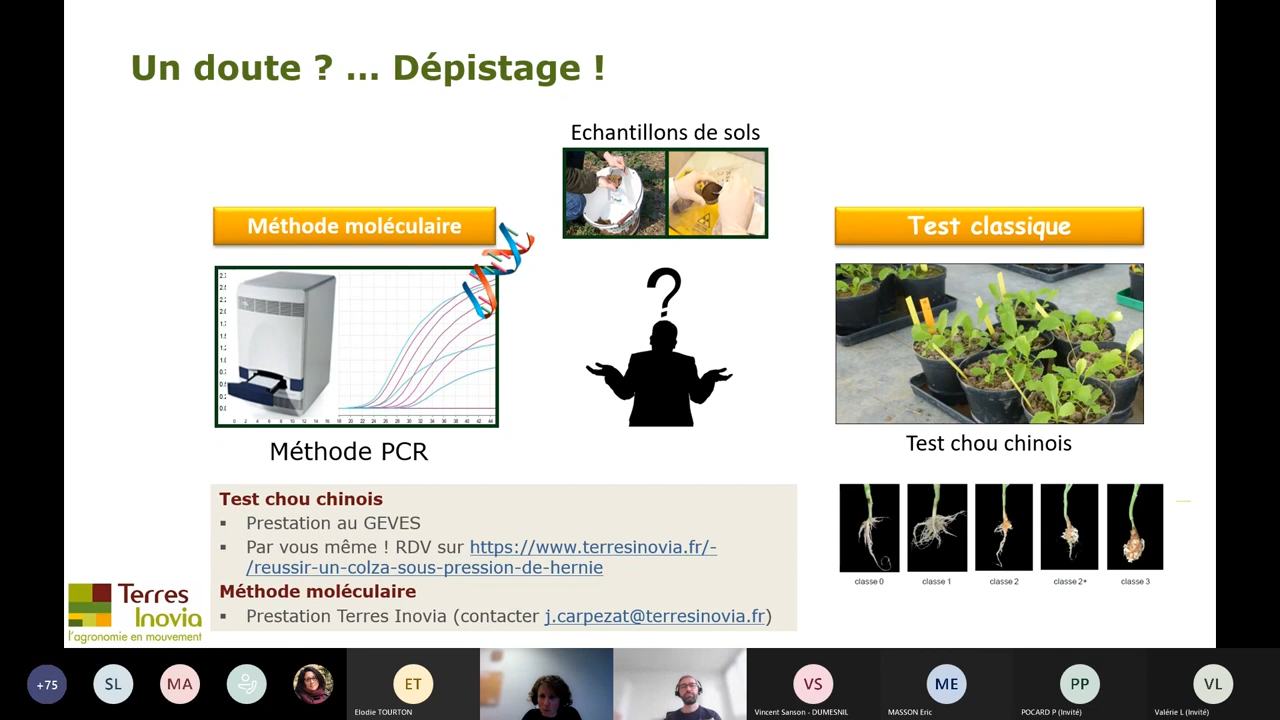 Un doute ? ... Dépistage !
Echantillons de sols
Méthode moléculaire
Test classique
Méthode PCR
Test chou chinois
Test chou chinois
▪ Prestation au GEVES
▪ Par vous même ! RDV sur https://www.terresinovia.fr/-
/reussir-un-colza-sous-pression-de-hernie
Méthode moléculaire
▪ Prestation Terres Inovia (contacter j.carpezat@terresinovia.fr)
classe 0
classe 1
classe 2
classe 2+
classe 3
Terres
Inovia
l'agronomie en mouvement
+75
SL
MA
ET
Elodie TOURTON
VS
Vincent Sanson - DUMESNIL
ME
MASSON Eric
PP
POCARD P (Invité)
VL
Valérie L (Invité)